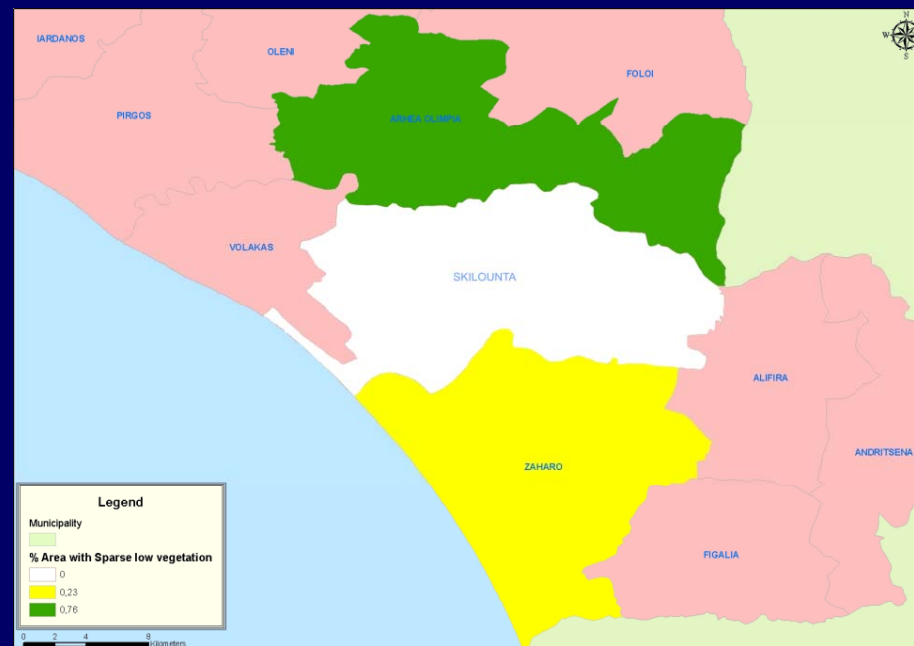 IARDANOS
OLENI
N
W
S
FOLOI
PIRGOS
ARHEA OLIMPIA
VOLAKAS
SKILOUNTA
ALIFIRA
ANDRITSENA
ZAHARO
FIGALIA
Legend
Municipality
% Area with Sparse low vegetation
0
0,23
0,76
0 2 4 8
Kilometers